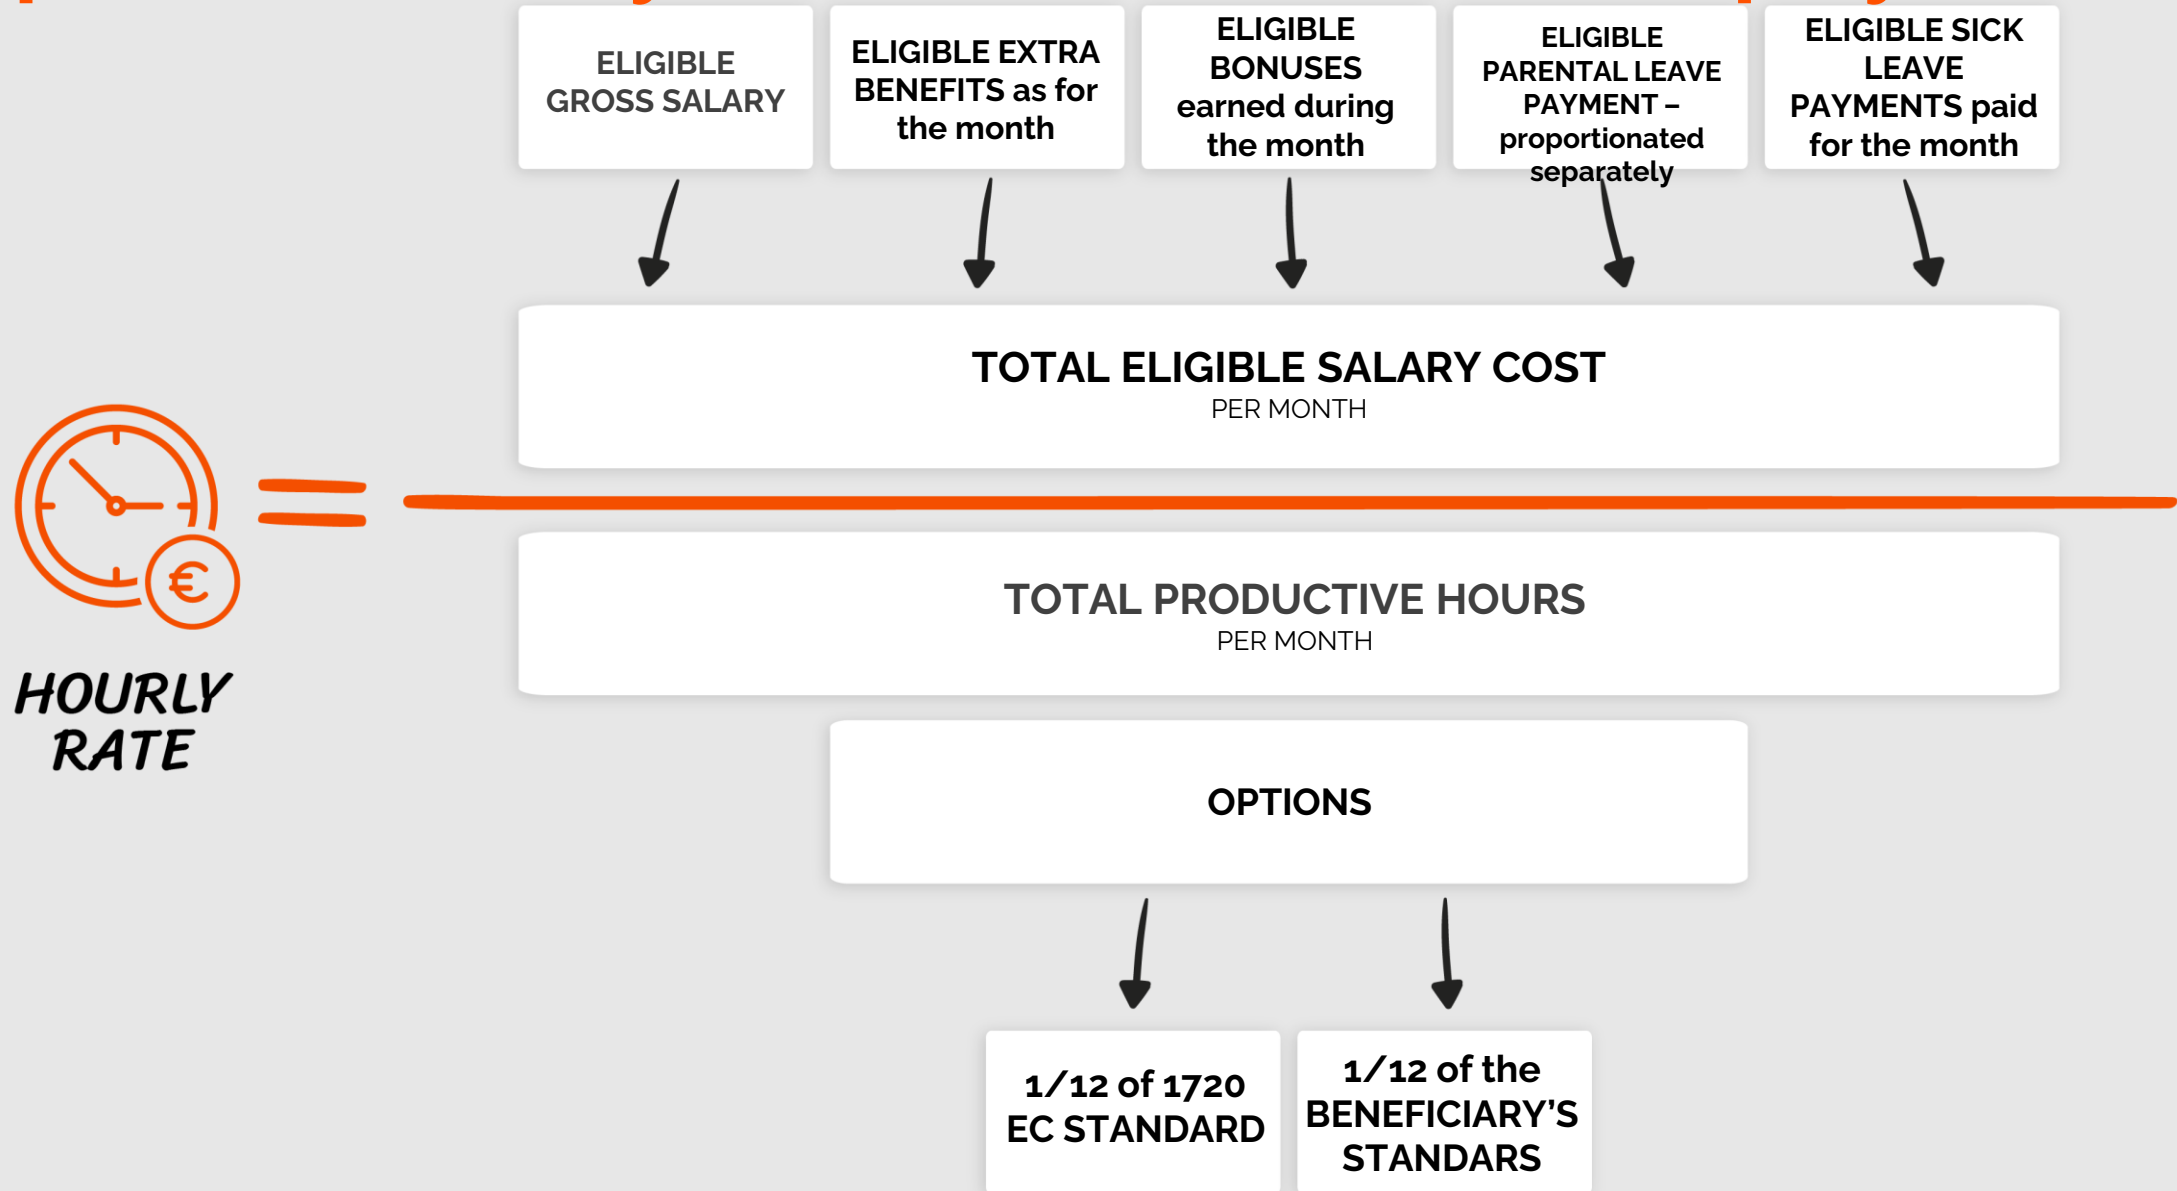 ELIGIBLE
GROSS SALARY
ELIGIBLE EXTRA
BENEFITS as for
the month
ELIGIBLE
BONUSES
earned during
the month
ELIGIBLE
PARENTAL LEAVE
PAYMENT –
proportionated
separately
ELIGIBLE SICK
LEAVE
PAYMENTS paid
for the month
TOTAL ELIGIBLE SALARY COST
PER MONTH
€
HOURLY
RATE
TOTAL PRODUCTIVE HOURS
PER MONTH
OPTIONS
1/12 of 1720
EC STANDARD
1/12 of the
BENEFICIARY’S
STANDARS